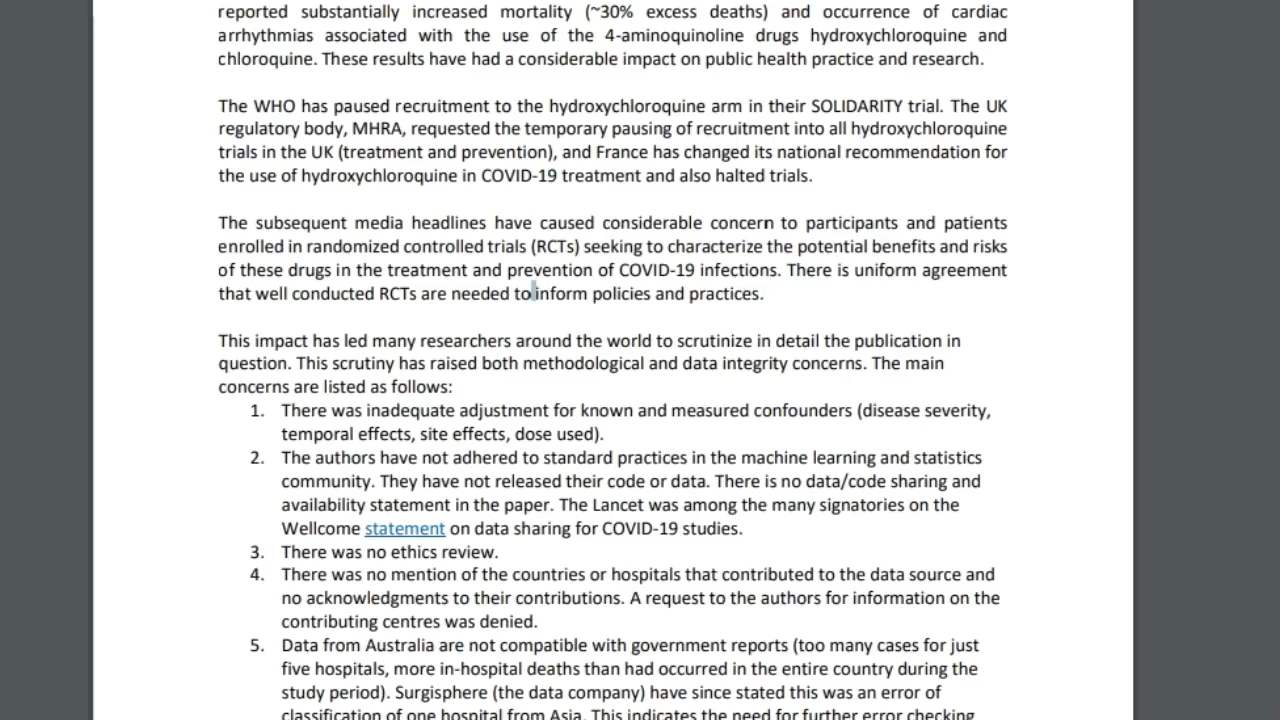 reported substantially increased mortality (~30% excess deaths) and occurrence of cardiac
arrhythmias associated with the use of the 4-aminoquinoline drugs hydroxychloroquine and
chloroquine. These results have had a considerable impact on public health practice and research.
The WHO has paused recruitment to the hydroxychloroquine arm in their SOLIDARITY trial. The UK
regulatory body, MHRA, requested the temporary pausing of recruitment into all hydroxychloroquine
trials in the UK (treatment and prevention), and France has changed its national recommendation for
the use of hydroxychloroquine in COVID-19 treatment and also halted trials.
The subsequent media headlines have caused considerable concern to participants and patients
enrolled in randomized controlled trials (RCTs) seeking to characterize the potential benefits and risks
of these drugs in the treatment and prevention of COVID-19 infections. There is uniform agreement
that well conducted RCTs are needed to inform policies and practices.
This impact has led many researchers around the world to scrutinize in detail the publication in
question. This scrutiny has raised both methodological and data integrity concerns. The main
concerns are listed as follows:
1. There was inadequate adjustment for known and measured confounders (disease severity,
temporal effects, site effects, dose used).
2. The authors have not adhered to standard practices in the machine learning and statistics
community. They have not released their code or data. There is no data/code sharing and
availability statement in the paper. The Lancet was among the many signatories on the
Wellcome statement on data sharing for COVID-19 studies.
3. There was no ethics review.
4. There was no mention of the countries or hospitals that contributed to the data source and
no acknowledgments to their contributions. A request to the authors for information on the
contributing centres was denied.
5. Data from Australia are not compatible with government reports (too many cases for just
five hospitals, more in-hospital deaths than had occurred in the entire country during the
study period). Surgisphere (the data company) have since stated this was an error of
classification of one hospital from Asia. This indicates the need for further error checking